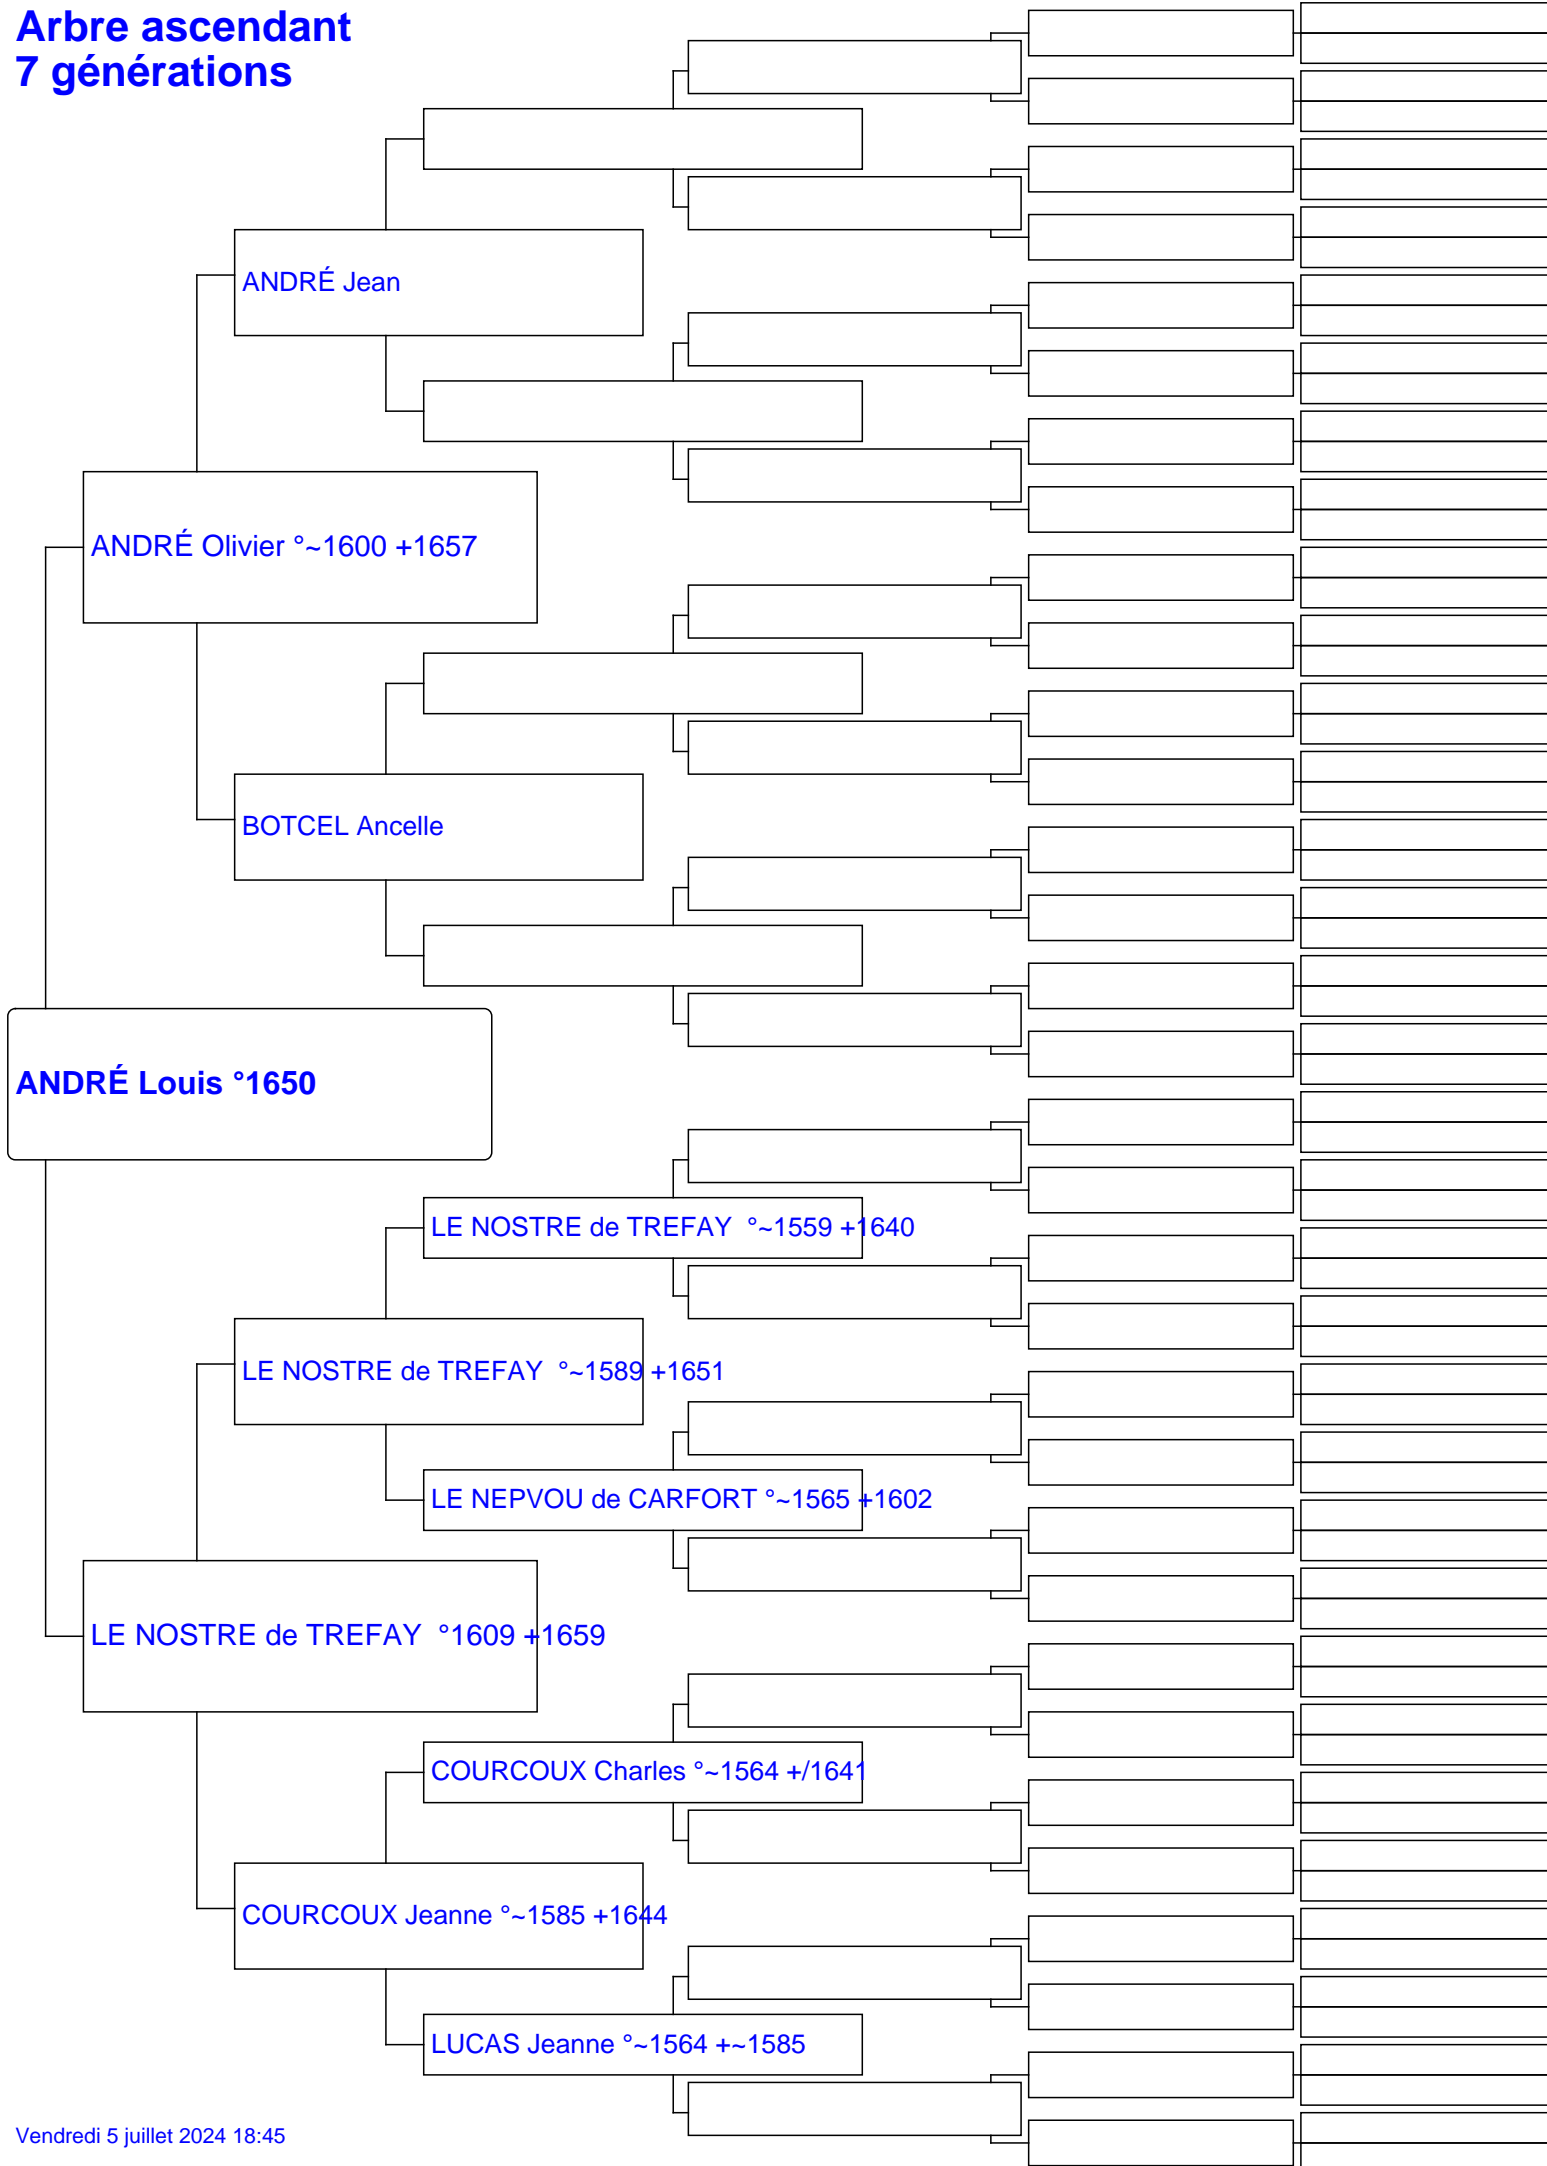 Arbre ascendant
7 générations
ANDRÉ Jean
ANDRÉ Olivier °~1600 +1657
BOTCEL Ancelle
ANDRÉ Louis °1650
LE NOSTRE de TREFAY  °~1559 +1640
LE NOSTRE de TREFAY  °~1589 +1651
LE NEPVOU de CARFORT °~1565 +1602
LE NOSTRE de TREFAY  °1609 +1659
COURCOUX Charles °~1564 +/1641
COURCOUX Jeanne °~1585 +1644
LUCAS Jeanne °~1564 +~1585
Vendredi 5 juillet 2024 18:45